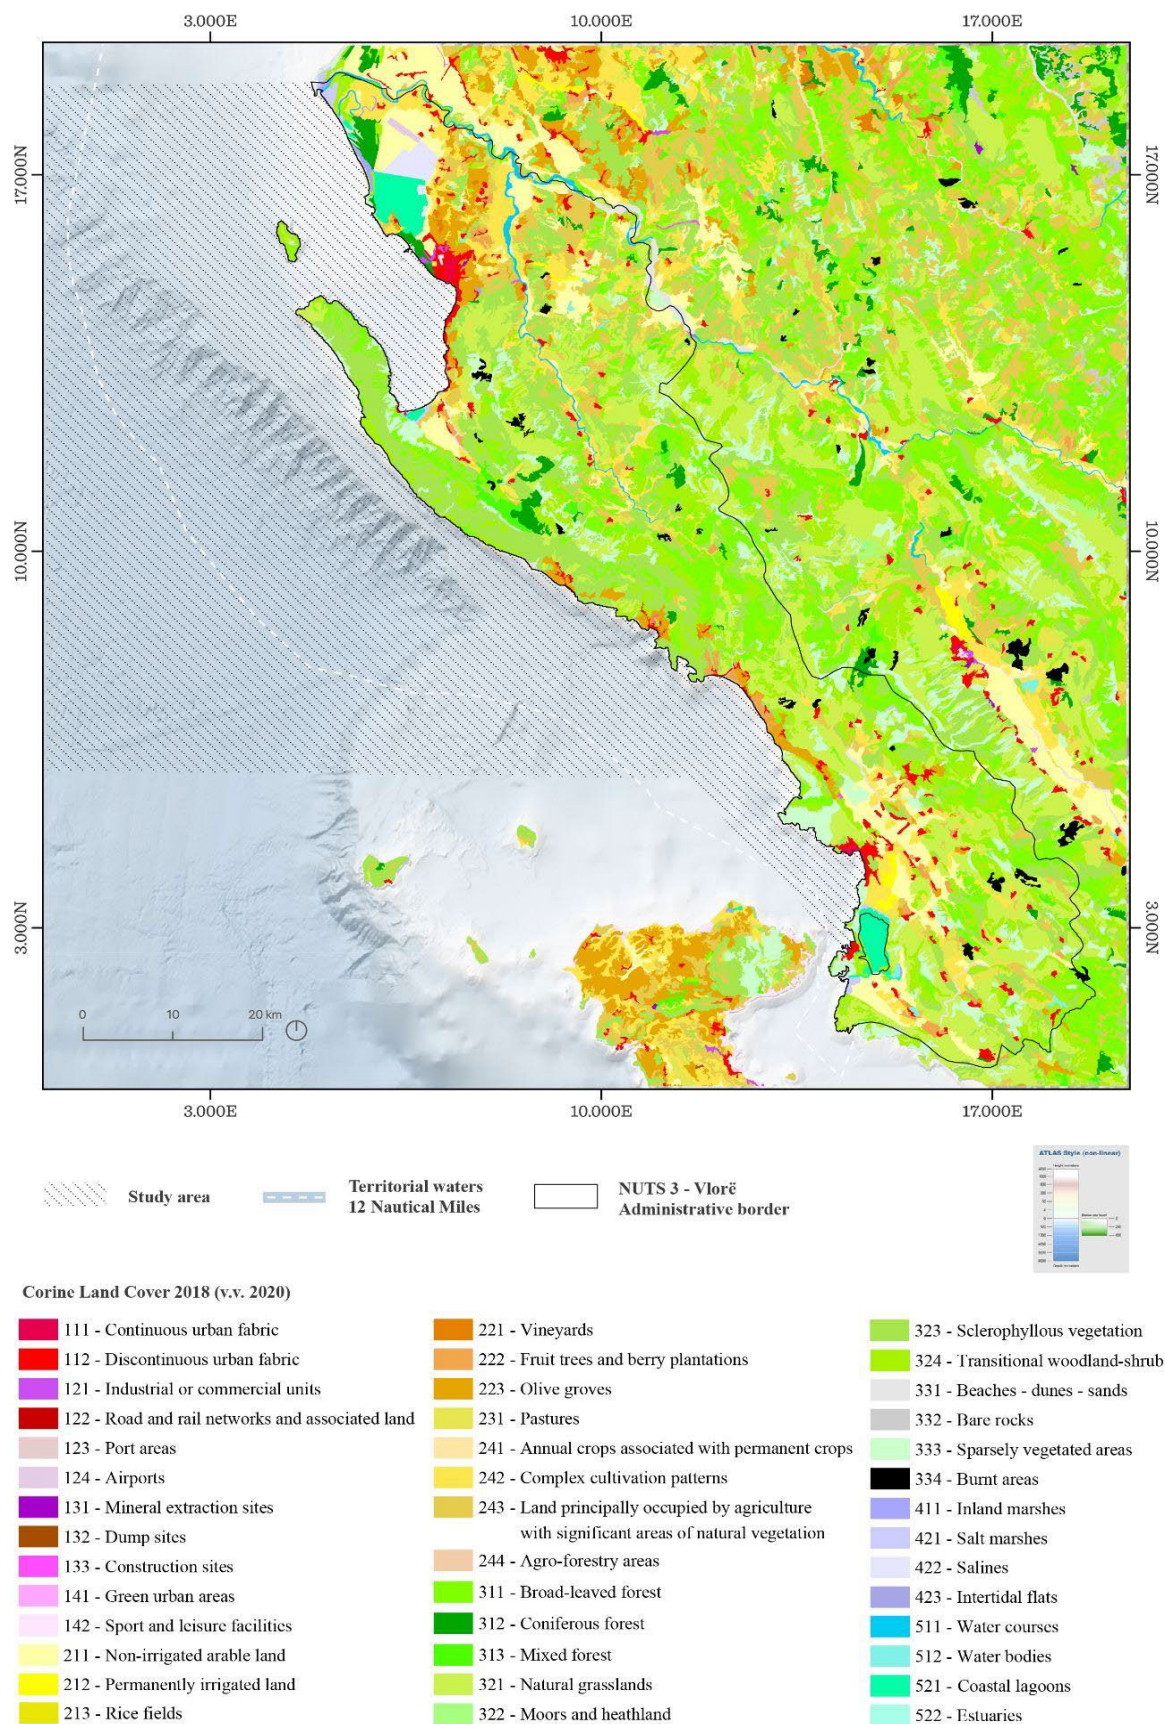 3.000E 10.000E 17.000E
17.000N 17.000N
10.000N 10.000N
3.000N 3.000N
0 10 20 km
3.000E 10.000E 17.000E
Study area
Territorial waters
12 Nautical Miles
NUTS 3 - Vlorë
Administrative border
ATLAS Style (non-linear)
Corine Land Cover 2018 (v.v. 2020)
111 - Continuous urban fabric
112 - Discontinuous urban fabric
121 - Industrial or commercial units
122 - Road and rail networks and associated land
123 - Port areas
124 - Airports
131 - Mineral extraction sites
132 - Dump sites
133 - Construction sites
141 - Green urban areas
142 - Sport and leisure facilities
211 - Non-irrigated arable land
212 - Permanently irrigated land
213 - Rice fields
221 - Vineyards
222 - Fruit trees and berry plantations
223 - Olive groves
231 - Pastures
241 - Annual crops associated with permanent crops
242 - Complex cultivation patterns
243 - Land principally occupied by agriculture
with significant areas of natural vegetation
244 - Agro-forestry areas
311 - Broad-leaved forest
312 - Coniferous forest
313 - Mixed forest
321 - Natural grasslands
322 - Moors and heathland
323 - Sclerophyllous vegetation
324 - Transitional woodland-shrub
331 - Beaches - dunes - sands
332 - Bare rocks
333 - Sparsely vegetated areas
334 - Burnt areas
411 - Inland marshes
421 - Salt marshes
422 - Salines
423 - Intertidal flats
511 - Water courses
512 - Water bodies
521 - Coastal lagoons
522 - Estuaries